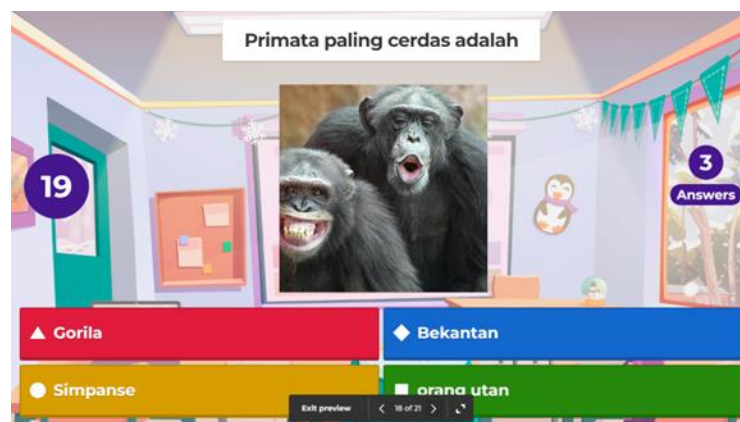 Primata paling cerdas adalah
19
3
Answers
Gorila
Bekantan
Simpanse
orang utan
Exit preview
18 of 21